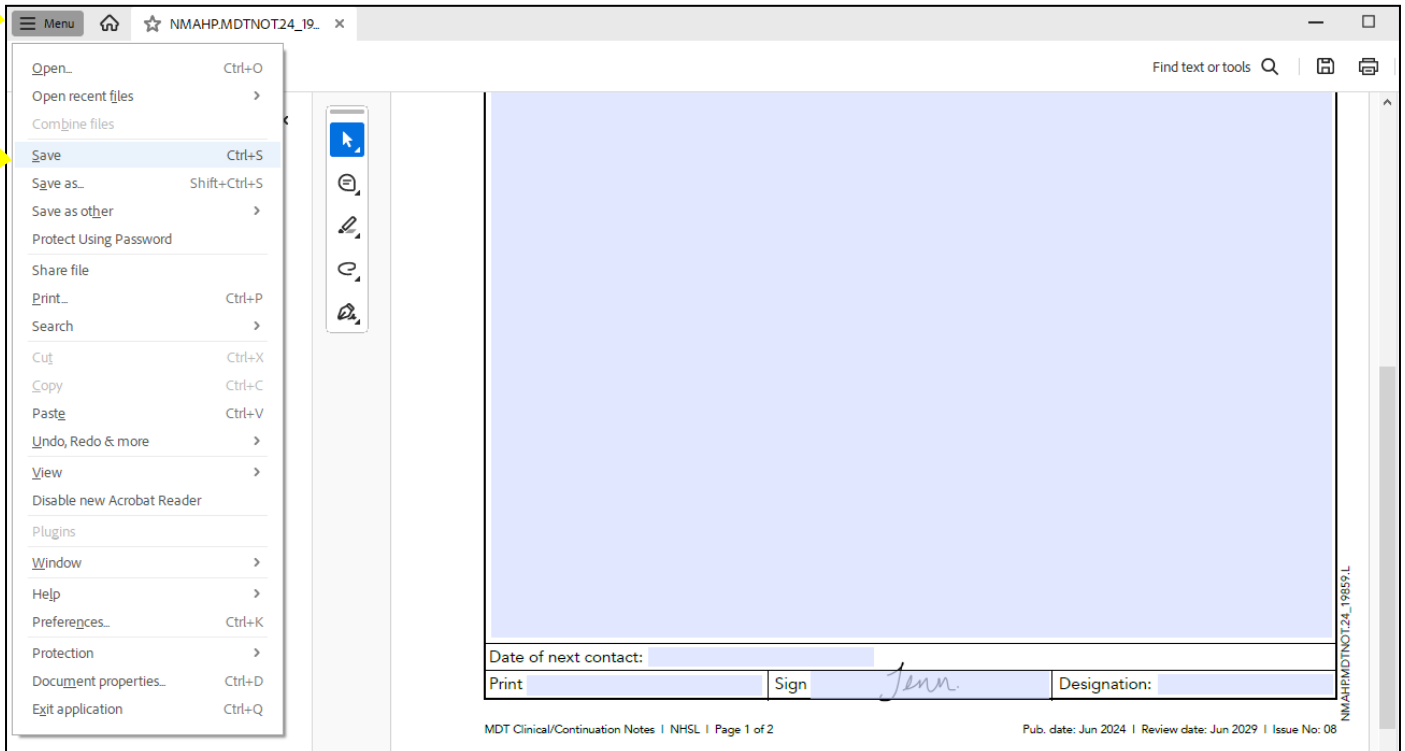 Menu NMAHP.MDTNOT.24_19... ×
Find text or tools
Open... Ctrl+O
Open recent files >
Combine files
Save Ctrl+S
Save as... Shift+Ctrl+S
Save as other >
Protect Using Password
Share file
Print... Ctrl+P
Search >
Cut Ctrl+X
Copy Ctrl+C
Paste Ctrl+V
Undo, Redo & more >
View >
Disable new Acrobat Reader
Plugins
Window >
Help >
Preferences... Ctrl+K
Protection >
Document properties... Ctrl+D
Exit application Ctrl+Q
Date of next contact:
Print Sign Jenn. Designation:
MDT Clinical/Continuation Notes | NHSL | Page 1 of 2 Pub. date: Jun 2024 | Review date: Jun 2029 | Issue No: 08
NMAHP.MDTNOT.24_19859.L